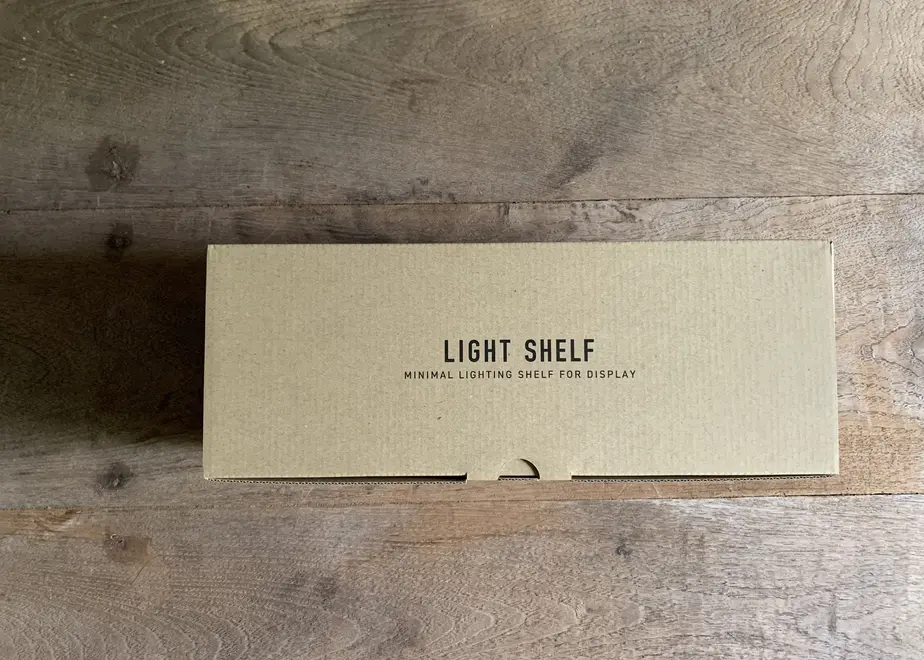 LIGHT SHELF
MINIMAL LIGHTING SHELF FOR DISPLAY